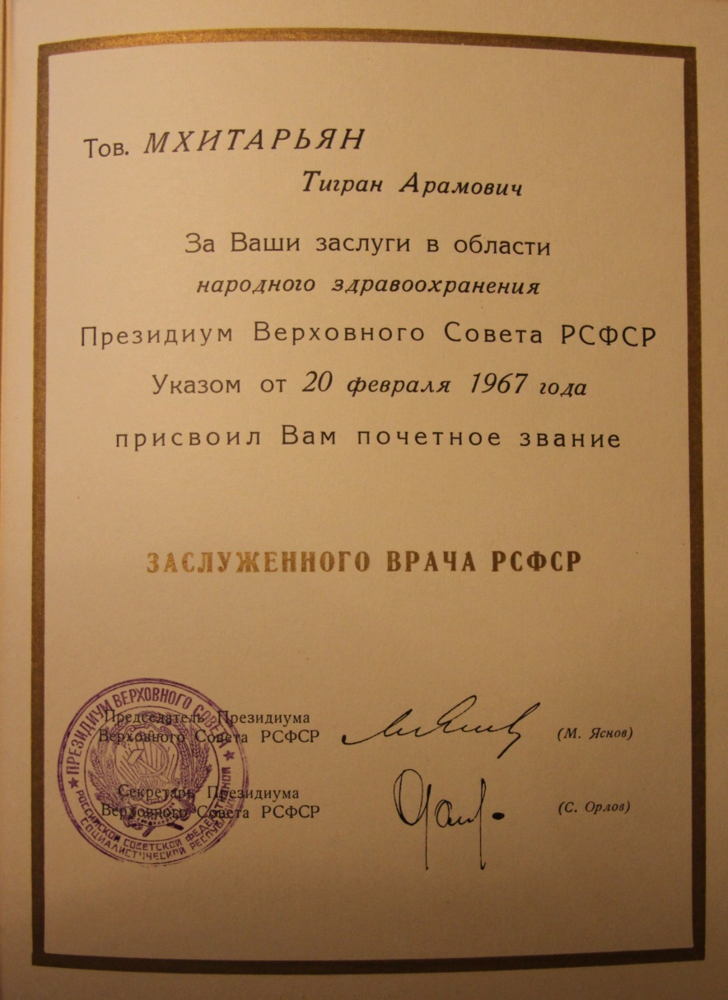 Тов. МХИТАРЬЯН
Тигран Арамович
За Ваши заслуги в области
народного здравоохранения
Президиум Верховного Совета РСФСР
Указом от 20 февраля 1967 года
присвоил Вам почетное звание
ЗАСЛУЖЕННОГО ВРАЧА РСФСР
Председатель Президиума
Верховного Совета РСФСР
(М. Яснов)
Секретарь Президиума
Верховного Совета РСФСР
(С. Орлов)
ПРЕЗИДИУМ ВЕРХОВНОГО СОВЕТА
РОССИЙСКОЙ СОВЕТСКОЙ ФЕДЕРАТИВНОЙ
СОЦИАЛИСТИЧЕСКОЙ РЕСПУБЛИКИ